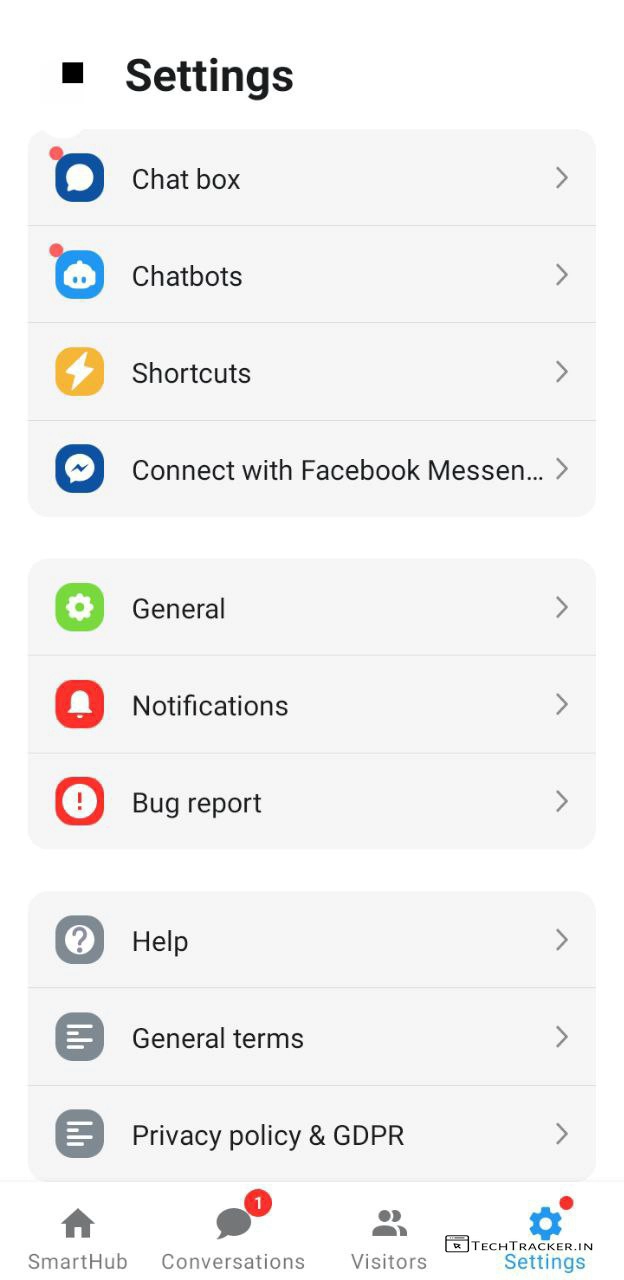 Settings
Chat box
Chatbots
Shortcuts
Connect with Facebook Messen...
General
Notifications
Bug report
Help
General terms
Privacy policy & GDPR
1
TECHTRACKER.IN
SmartHub Conversations Visitors Settings